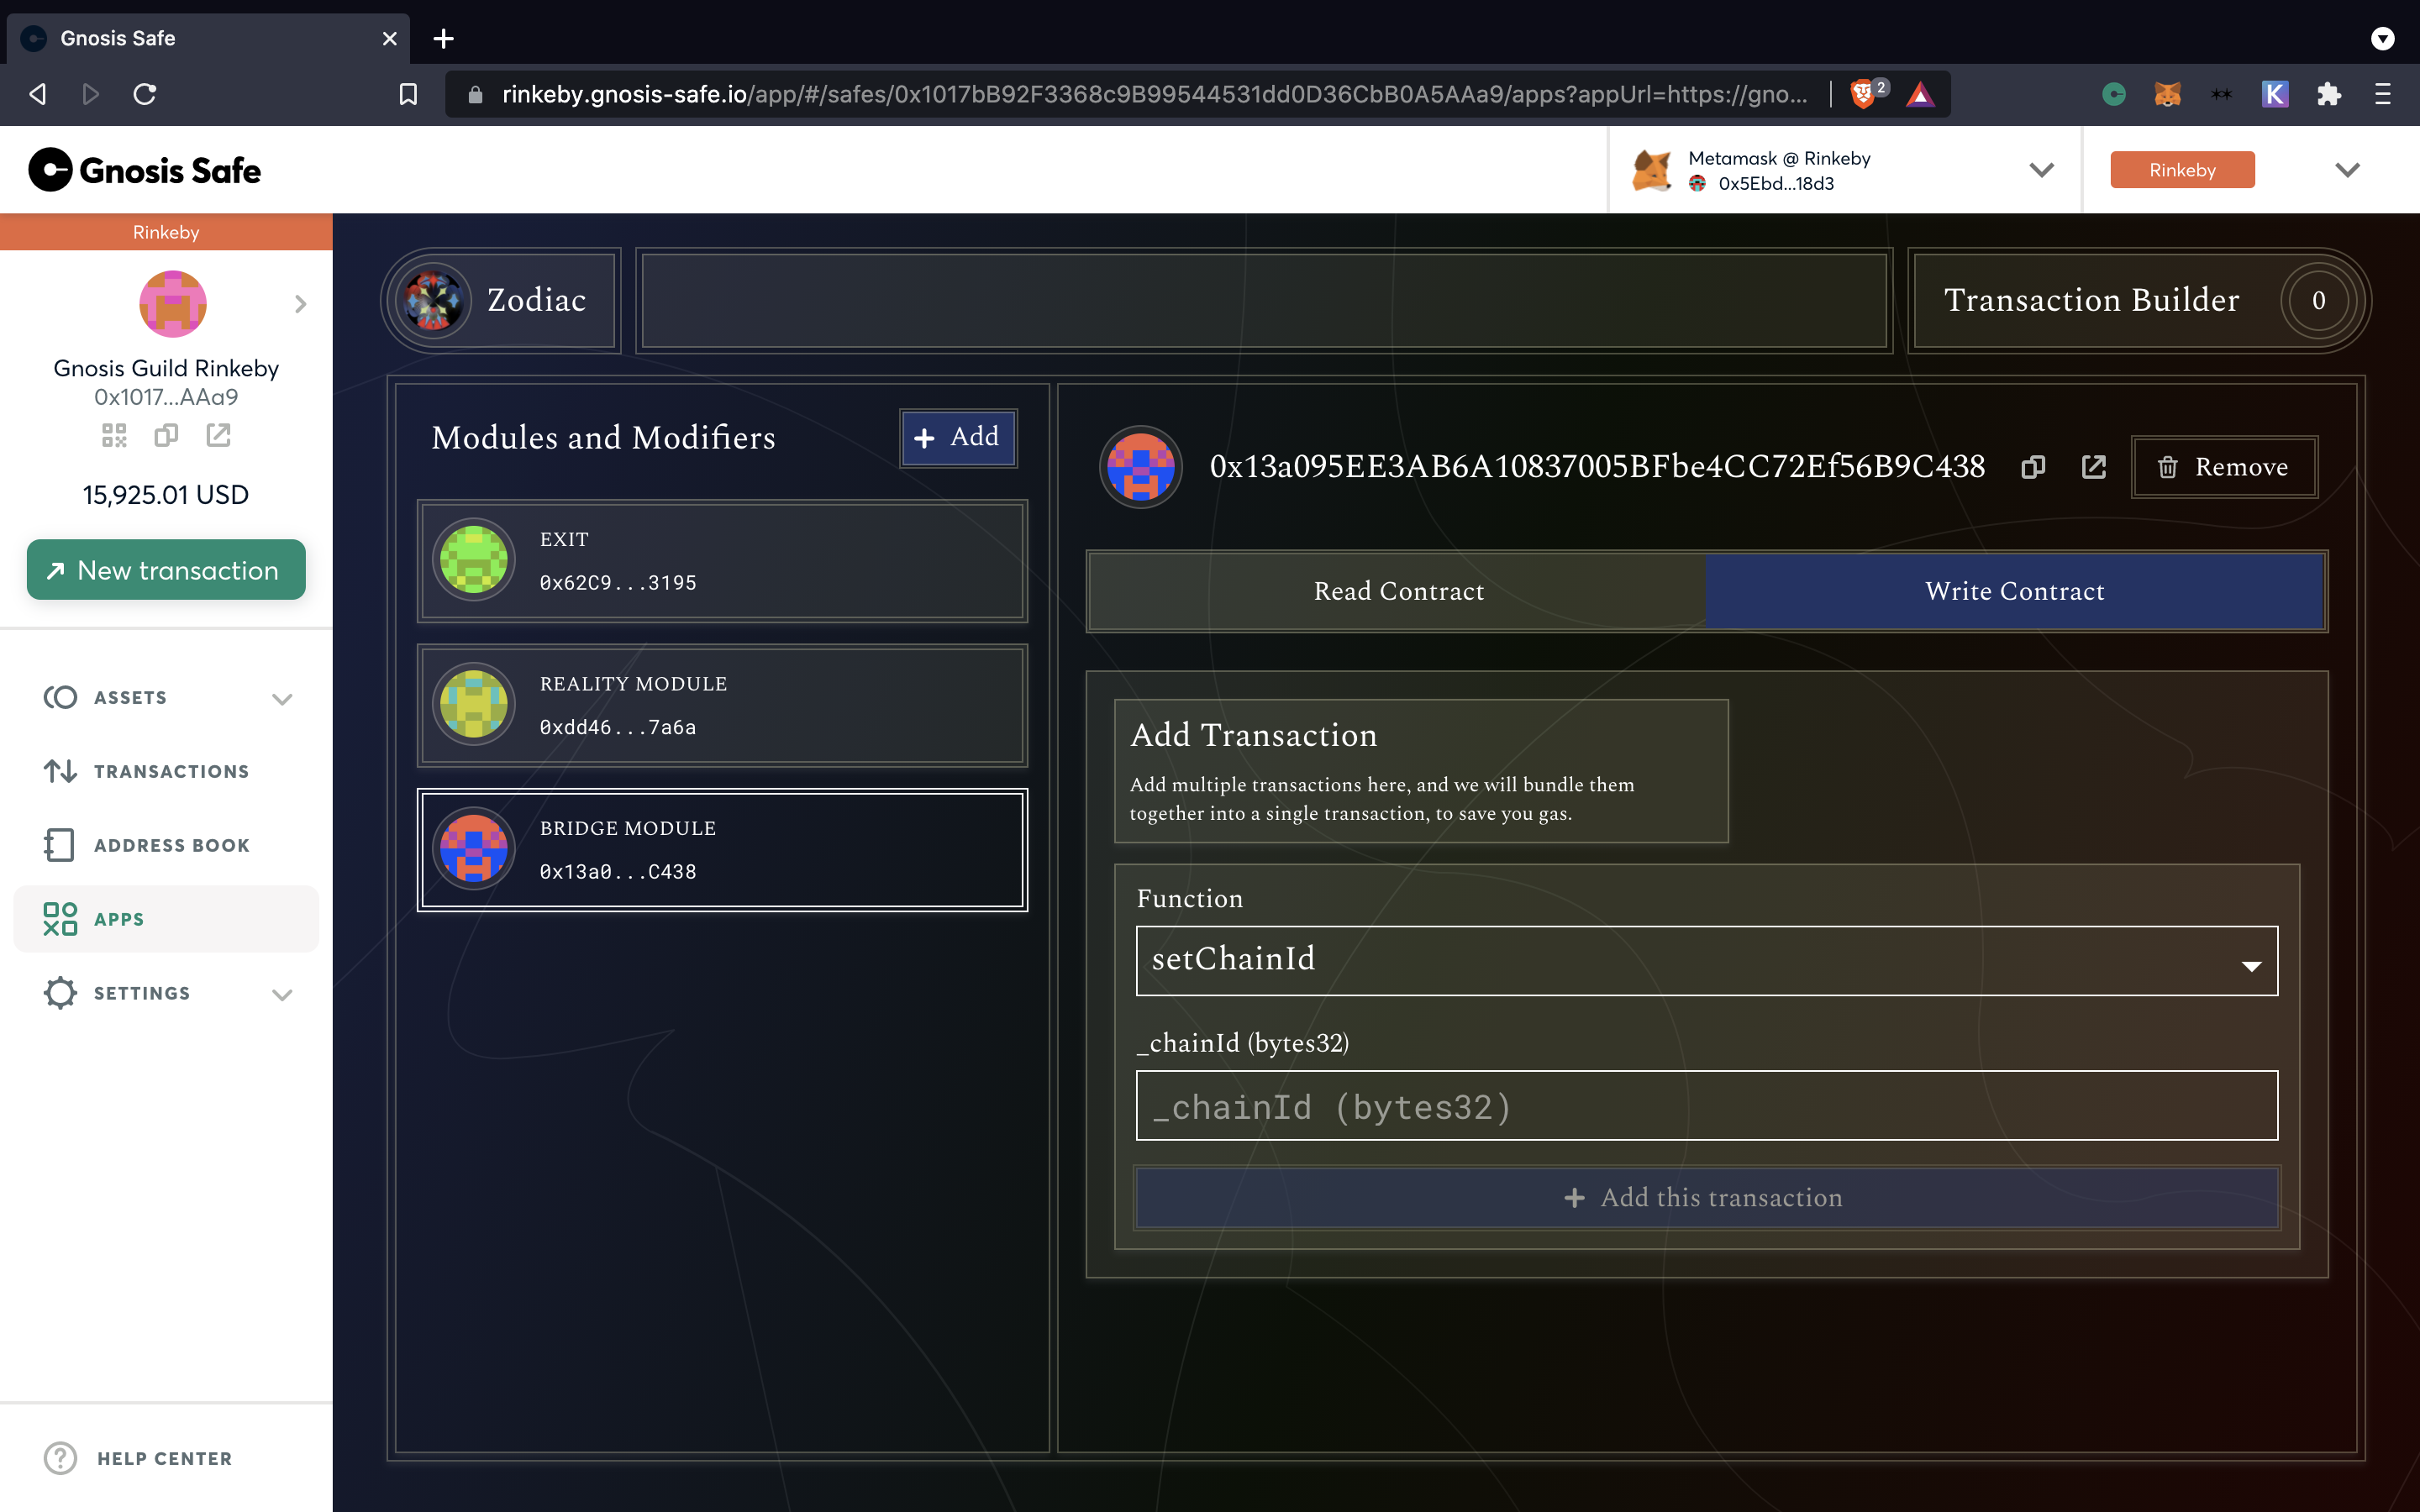 Gnosis Safe
rinkeby.gnosis-safe.io/app/#/safes/0x1017bB92F3368c9B99544531dd0D36CbB0A5AAa9/apps?appUrl=https://gno...
2
K
Gnosis Safe
Metamask @ Rinkeby
0x5Ebd...18d3
Rinkeby
Rinkeby
Gnosis Guild Rinkeby
0x1017...AAa9
15,925.01 USD
New transaction
ASSETS
TRANSACTIONS
ADDRESS BOOK
APPS
SETTINGS
HELP CENTER
Zodiac
Transaction Builder
0
Modules and Modifiers
+ Add
EXIT
0x62C9...3195
REALITY MODULE
0xdd46...7a6a
BRIDGE MODULE
0x13a0...C438
0x13a095EE3AB6A10837005BFbe4CC72Ef56B9C438
Remove
Read Contract
Write Contract
Add Transaction
Add multiple transactions here, and we will bundle them
together into a single transaction, to save you gas.
Function
setChainId
_chainId (bytes32)
_chainId (bytes32)
+ Add this transaction